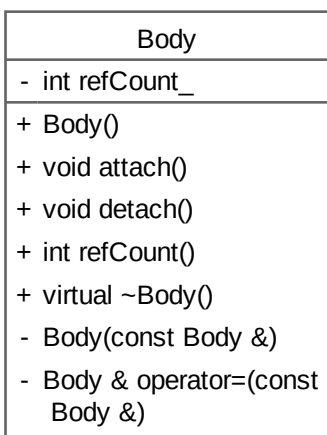 Body
- int refCount_
+ Body()
+ void attach()
+ void detach()
+ int refCount()
+ virtual ~Body()
- Body(const Body &)
- Body & operator=(const
Body &)